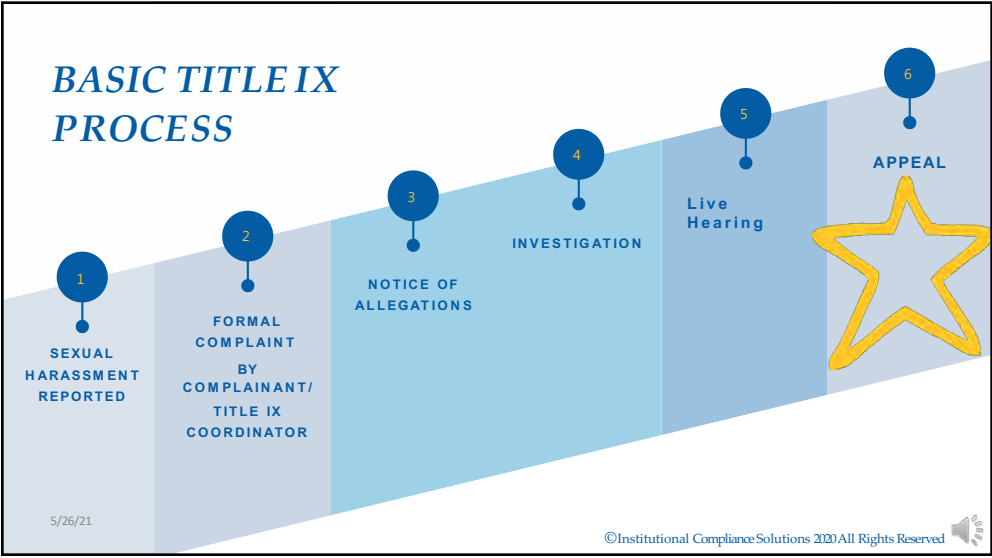 BASIC TITLE IX
PROCESS
1
SEXUAL
HARASSMENT
REPORTED
2
FORMAL
COMPLAINT
BY
COMPLAINANT/
TITLE IX
COORDINATOR
3
NOTICE OF
ALLEGATIONS
4
INVESTIGATION
5
Live
Hearing
6
APPEAL
5/26/21
©Institutional Compliance Solutions 2020 All Rights Reserved